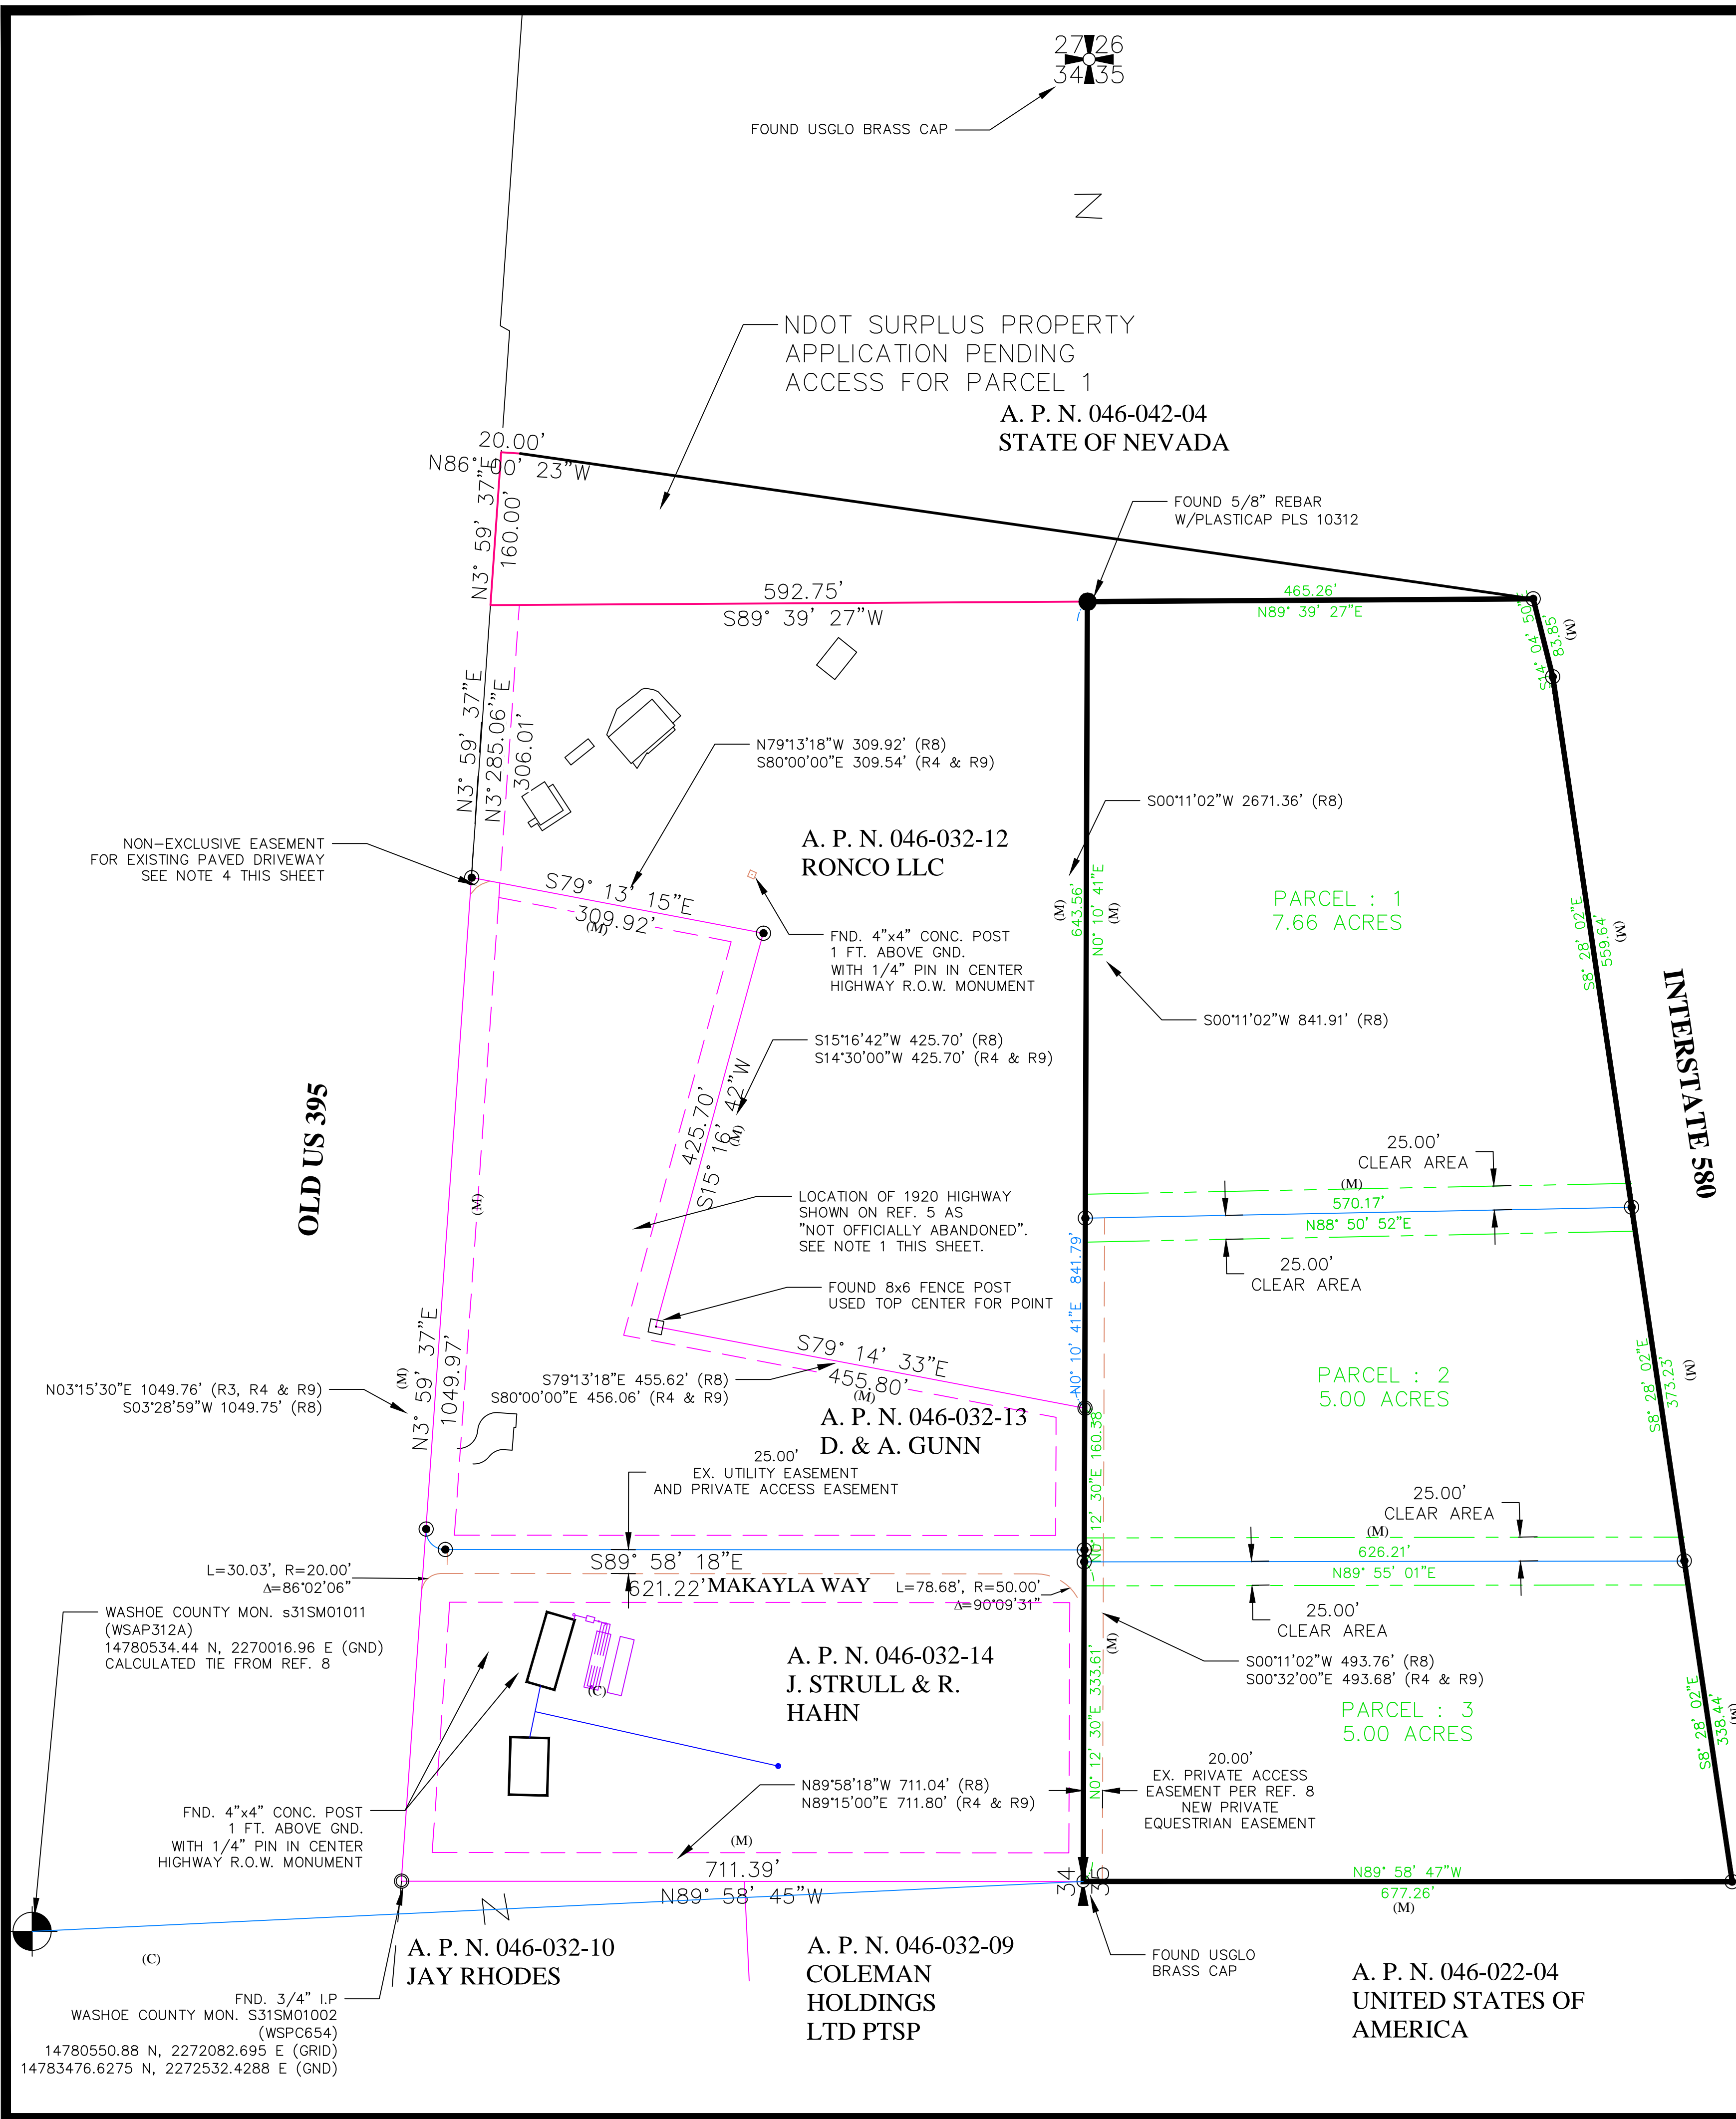 27 26
34 35
FOUND USGLO BRASS CAP
N
NDOT SURPLUS PROPERTY
APPLICATION PENDING
ACCESS FOR PARCEL 1
A. P. N. 046-042-04
STATE OF NEVADA
20.00'
N86° 00' 23"W
N3° 59' 37"E
160.00'
FOUND 5/8" REBAR
W/PLASTICAP PLS 10312
592.75'
S89° 39' 27"W
465.26'
N89° 39' 27"E
S14° 04' 50"E
83.85'
(M)
N3° 59' 37"E
285.06'
N3°              "E
306.01'
N79°13'18"W 309.92' (R8)
S80°00'00"E 309.54' (R4 & R9)
S00°11'02"W 2671.36' (R8)
NON-EXCLUSIVE EASEMENT
FOR EXISTING PAVED DRIVEWAY
SEE NOTE 4 THIS SHEET
A. P. N. 046-032-12
RONCO LLC
S79° 13' 15"E
309.92'
(M)
(M)
643.56'
N0° 10' 41"E
(M)
PARCEL : 1
7.66 ACRES
S8° 28' 02"E
559.64'
(M)
FND. 4"x4" CONC. POST
1 FT. ABOVE GND.
WITH 1/4" PIN IN CENTER
HIGHWAY R.O.W. MONUMENT
S00°11'02"W 841.91' (R8)
INTERSTATE 580
S15°16'42"W 425.70' (R8)
S14°30'00"W 425.70' (R4 & R9)
425.70'
S15° 16' 42"W
(M)
OLD US 395
(M)
25.00'
CLEAR AREA
(M)
570.17'
N88° 50' 52"E
LOCATION OF 1920 HIGHWAY
SHOWN ON REF. 5 AS
"NOT OFFICIALLY ABANDONED".
SEE NOTE 1 THIS SHEET.
N0° 10' 41"E 841.79'
25.00'
CLEAR AREA
FOUND 8x6 FENCE POST
USED TOP CENTER FOR POINT
S79° 14' 33"E
455.80'
(M)
S79°13'18"E 455.62' (R8)
S80°00'00"E 456.06' (R4 & R9)
N3° 59' 37"E
1049.97'
(M)
N03°15'30"E 1049.76' (R3, R4 & R9)
S03°28'59"W 1049.75' (R8)
PARCEL : 2
5.00 ACRES
S8° 28' 02"E
373.23'
(M)
A. P. N. 046-032-13
D. & A. GUNN
25.00'
EX. UTILITY EASEMENT
AND PRIVATE ACCESS EASEMENT
N0° 12' 30"E 160.38
25.00'
CLEAR AREA
(M)
626.21'
N89° 55' 01"E
S89° 58' 18"E
621.22'
MAKAYLA WAY
L=30.03', R=20.00'
Δ=86°02'06"
L=78.68', R=50.00'
Δ=90°09'31"
25.00'
CLEAR AREA
WASHOE COUNTY MON. s31SM01011
(WSAP312A)
14780534.44 N, 2270016.96 E (GND)
CALCULATED TIE FROM REF. 8
A. P. N. 046-032-14
J. STRULL & R.
HAHN
(C)
(M)
N0° 12' 30"E 333.61'
S00°11'02"W 493.76' (R8)
S00°32'00"E 493.68' (R4 & R9)
PARCEL : 3
5.00 ACRES
S8° 28' 02"E
338.44'
(M)
20.00'
EX. PRIVATE ACCESS
EASEMENT PER REF. 8
NEW PRIVATE
EQUESTRIAN EASEMENT
N89°58'18"W 711.04' (R8)
N89°15'00"E 711.80' (R4 & R9)
FND. 4"x4" CONC. POST
1 FT. ABOVE GND.
WITH 1/4" PIN IN CENTER
HIGHWAY R.O.W. MONUMENT
(M)
711.39'
N89° 58' 45"W
34
35
N89° 58' 47"W
677.26'
(M)
N
(C)
A. P. N. 046-032-10
JAY RHODES
A. P. N. 046-032-09
COLEMAN
HOLDINGS
LTD PTSP
FOUND USGLO
BRASS CAP
A. P. N. 046-022-04
UNITED STATES OF
AMERICA
FND. 3/4" I.P
WASHOE COUNTY MON. S31SM01002
(WSPC654)
14780550.88 N, 2272082.695 E (GRID)
14783476.6275 N, 2272532.4288 E (GND)